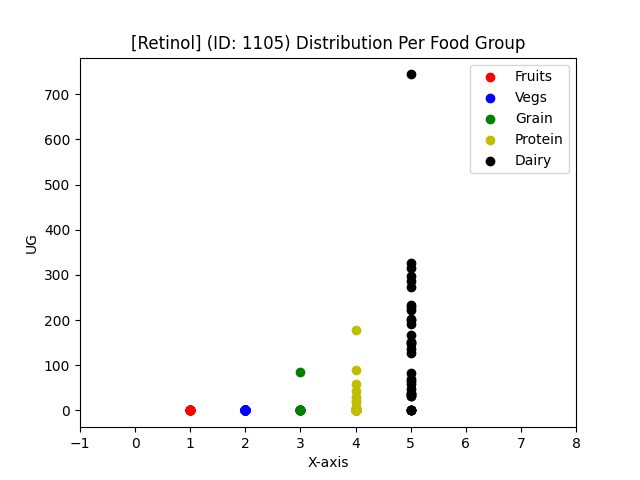 [Retinol] (ID: 1105) Distribution Per Food Group
UG
700
600
500
400
300
200
100
0
−1 0 1 2 3 4 5 6 7 8
X-axis
Fruits
Vegs
Grain
Protein
Dairy